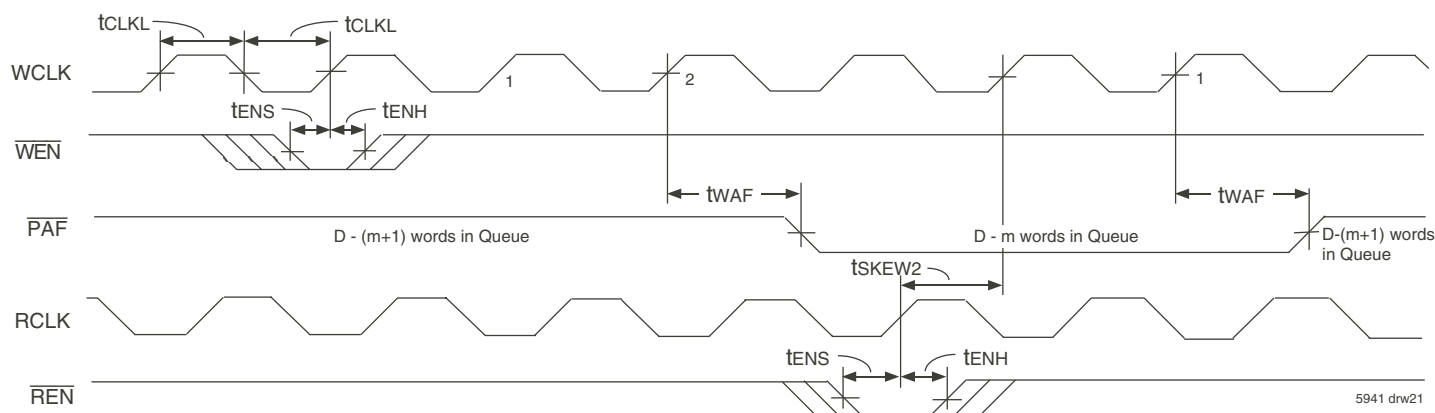 tCLKL tCLKL
WCLK 1 2 1
tENS tENH
WEN
tWAF tWAF
PAF D - (m+1) words in Queue D - m words in Queue D-(m+1) words
in Queue
tSKEW2
RCLK
tENS tENH
REN
5941 drw21